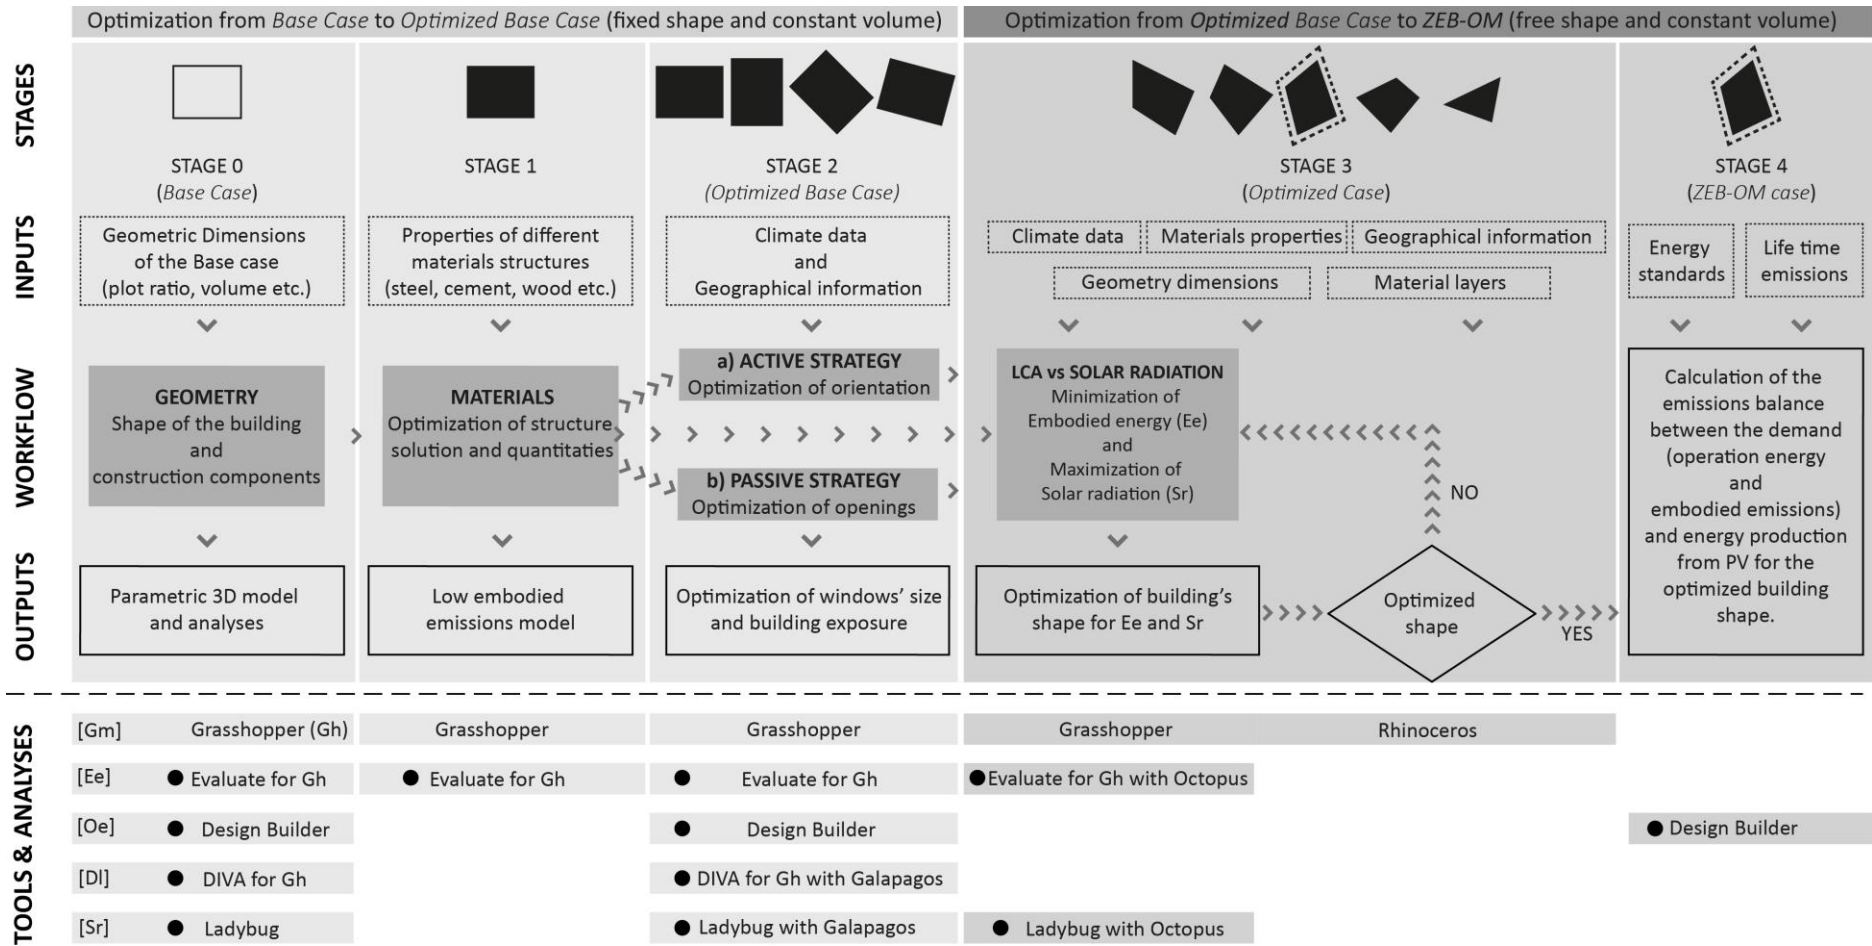 Optimization from Base Case to Optimized Base Case (fixed shape and constant volume)
Optimization from Optimized Base Case to ZEB-OM (free shape and constant volume)
STAGES
STAGE 0
(Base Case)
STAGE 1
STAGE 2
(Optimized Base Case)
STAGE 3
(Optimized Case)
STAGE 4
(ZEB-OM case)
INPUTS
Geometric Dimensions
of the Base case
(plot ratio, volume etc.)
Properties of different
materials structures
(steel, cement, wood etc.)
Climate data
and
Geographical information
Climate data
Materials properties
Geographical information
Geometry dimensions
Material layers
Energy
standards
Life time
emissions
WORKFLOW
GEOMETRY
Shape of the building
and
construction components
MATERIALS
Optimization of structure
solution and quantitaties
a) ACTIVE STRATEGY
Optimization of orientation
b) PASSIVE STRATEGY
Optimization of openings
LCA vs SOLAR RADIATION
Minimization of
Embodied energy (Ee)
and
Maximization of
Solar radiation (Sr)
NO
Calculation of the
emissions balance
between the demand
(operation energy
and
embodied emissions)
and energy production
from PV for the
optimized building
shape.
OUTPUTS
Parametric 3D model
and analyses
Low embodied
emissions model
Optimization of windows' size
and building exposure
Optimization of building's
shape for Ee and Sr
Optimized
shape
YES
TOOLS & ANALYSES
[Gm] Grasshopper (Gh) Grasshopper Grasshopper Grasshopper Rhinoceros
[Ee] Evaluate for Gh Evaluate for Gh Evaluate for Gh Evaluate for Gh with Octopus
[Oe] Design Builder Design Builder Design Builder
[Dl] DIVA for Gh DIVA for Gh with Galapagos
[Sr] Ladybug Ladybug with Galapagos Ladybug with Octopus